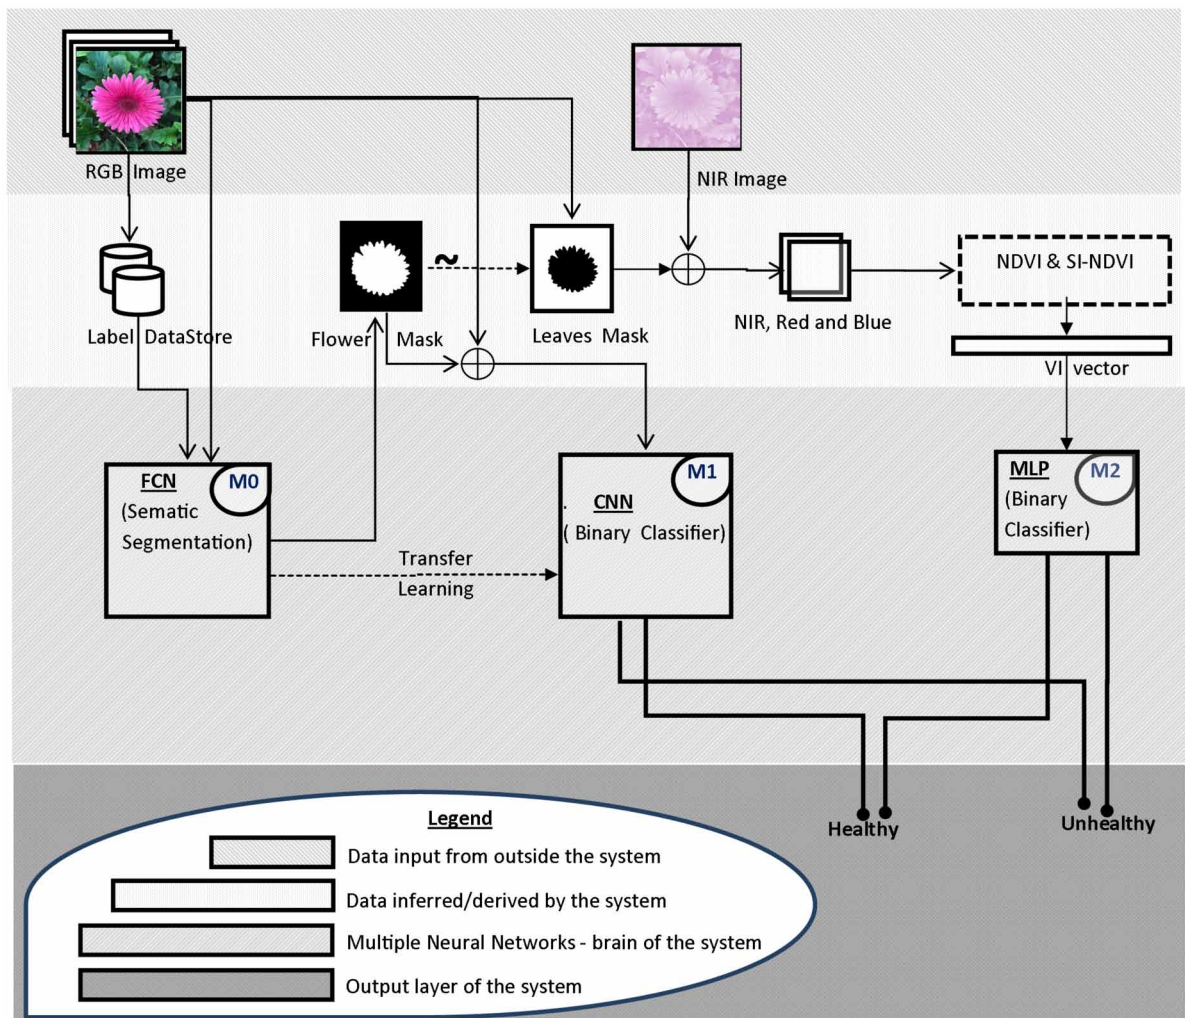 RGB Image
NIR Image
NDVI & SI-NDVI
~
Label DataStore
Flower Mask
Leaves Mask
NIR, Red and Blue
VI vector
FCN
M0
(Sematic
Segmentation)
M1
CNN
( Binary Classifier)
MLP
M2
(Binary
Classifier)
Transfer
Learning
Healthy
Unhealthy
Legend
Data input from outside the system
Data inferred/derived by the system
Multiple Neural Networks - brain of the system
Output layer of the system